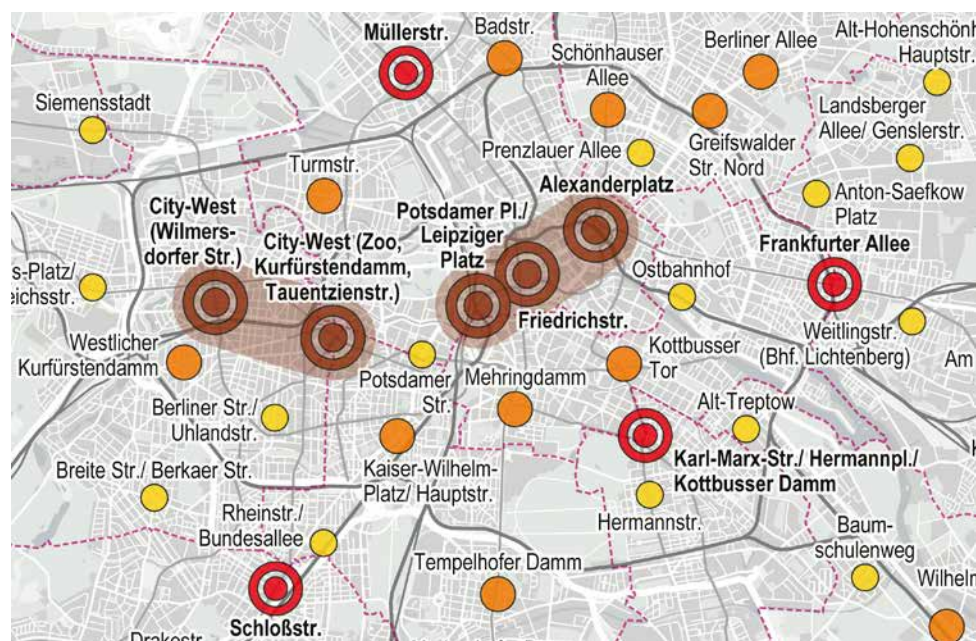 Müllerstr.
Badstr.
Schönhauser
Allee
Berliner Allee
Alt-Hohenschönh
Hauptstr.
Siemensstadt
Landsberger
Allee/ Genslerstr.
Prenzlauer Allee
Greifswalder
Str. Nord
Turmstr.
Alexanderplatz
Anton-Saefkow
Platz
City-West
(Wilmers-
dorfer Str.)
City-West (Zoo,
Kurfürstendamm,
Tauentzienstr.)
Potsdamer Pl./
Leipziger
Platz
Frankfurter Allee
s-Platz/
eichsstr.
Ostbahnhof
Friedrichstr.
Weitlingstr.
(Bhf. Lichtenberg)
Westlicher
Kurfürstendamm
Potsdamer
Str.
Mehringdamm
Kottbusser
Tor
Am
Berliner Str./
Uhlandstr.
Alt-Treptow
Karl-Marx-Str./ Hermannpl./
Kottbusser Damm
Breite Str./ Berkaer Str.
Kaiser-Wilhelm-
Platz/ Hauptstr.
Rheinstr./
Bundesallee
Hermannstr.
Baum-
schulenweg
Tempelhofer Damm
Wilhelm
Schloßstr.
Drakestr.